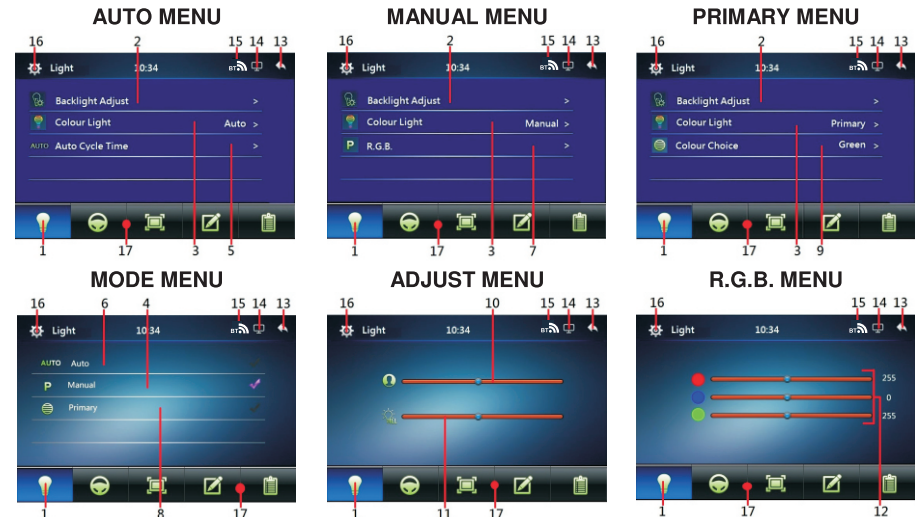 AUTO MENU
MANUAL MENU
PRIMARY MENU
16 2 15 14 13
16 2 15 14 13
16 2 15 14 13
Light 10:34 BT
Light 10:34 BT
Light 10:34 BT
Backlight Adjust >
Backlight Adjust >
Backlight Adjust >
Colour Light Auto >
Colour Light Manual >
Colour Light Primary >
AUTO Auto Cycle Time >
P R.G.B. >
Colour Choice Green >
1 17 3 5
1 17 3 7
1 17 3 9
MODE MENU
ADJUST MENU
R.G.B. MENU
16 6 4 15 14 13
16 10 15 14 13
16 15 14 13
Light 10:34 BT
Light 10:34 BT
Light 10:34 BT
AUTO Auto
P Manual
Primary
255
0
255
1 8 17
1 11 17
1 17 12